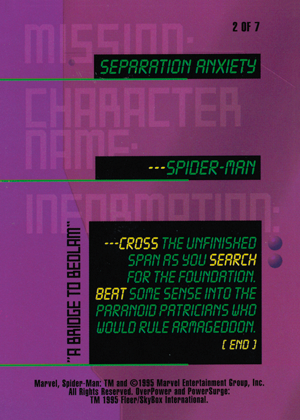 2 OF 7
MISSION:
SEPARATION ANXIETY
CHARACTER
NAME:
---SPIDER-MAN
INFORMATION:
"A BRIDGE TO BEDLAM"
---CROSS THE UNFINISHED
SPAN AS YOU SEARCH
FOR THE FOUNDATION.
BEAT SOME SENSE INTO THE
PARANOID PATRICIANS WHO
WOULD RULE ARMAGEDDON.
[ END ]
Marvel, Spider-Man: TM and ©1995 Marvel Entertainment Group, Inc.
All Rights Reserved. OverPower and PowerSurge:
TM 1995 Fleer/SkyBox International.